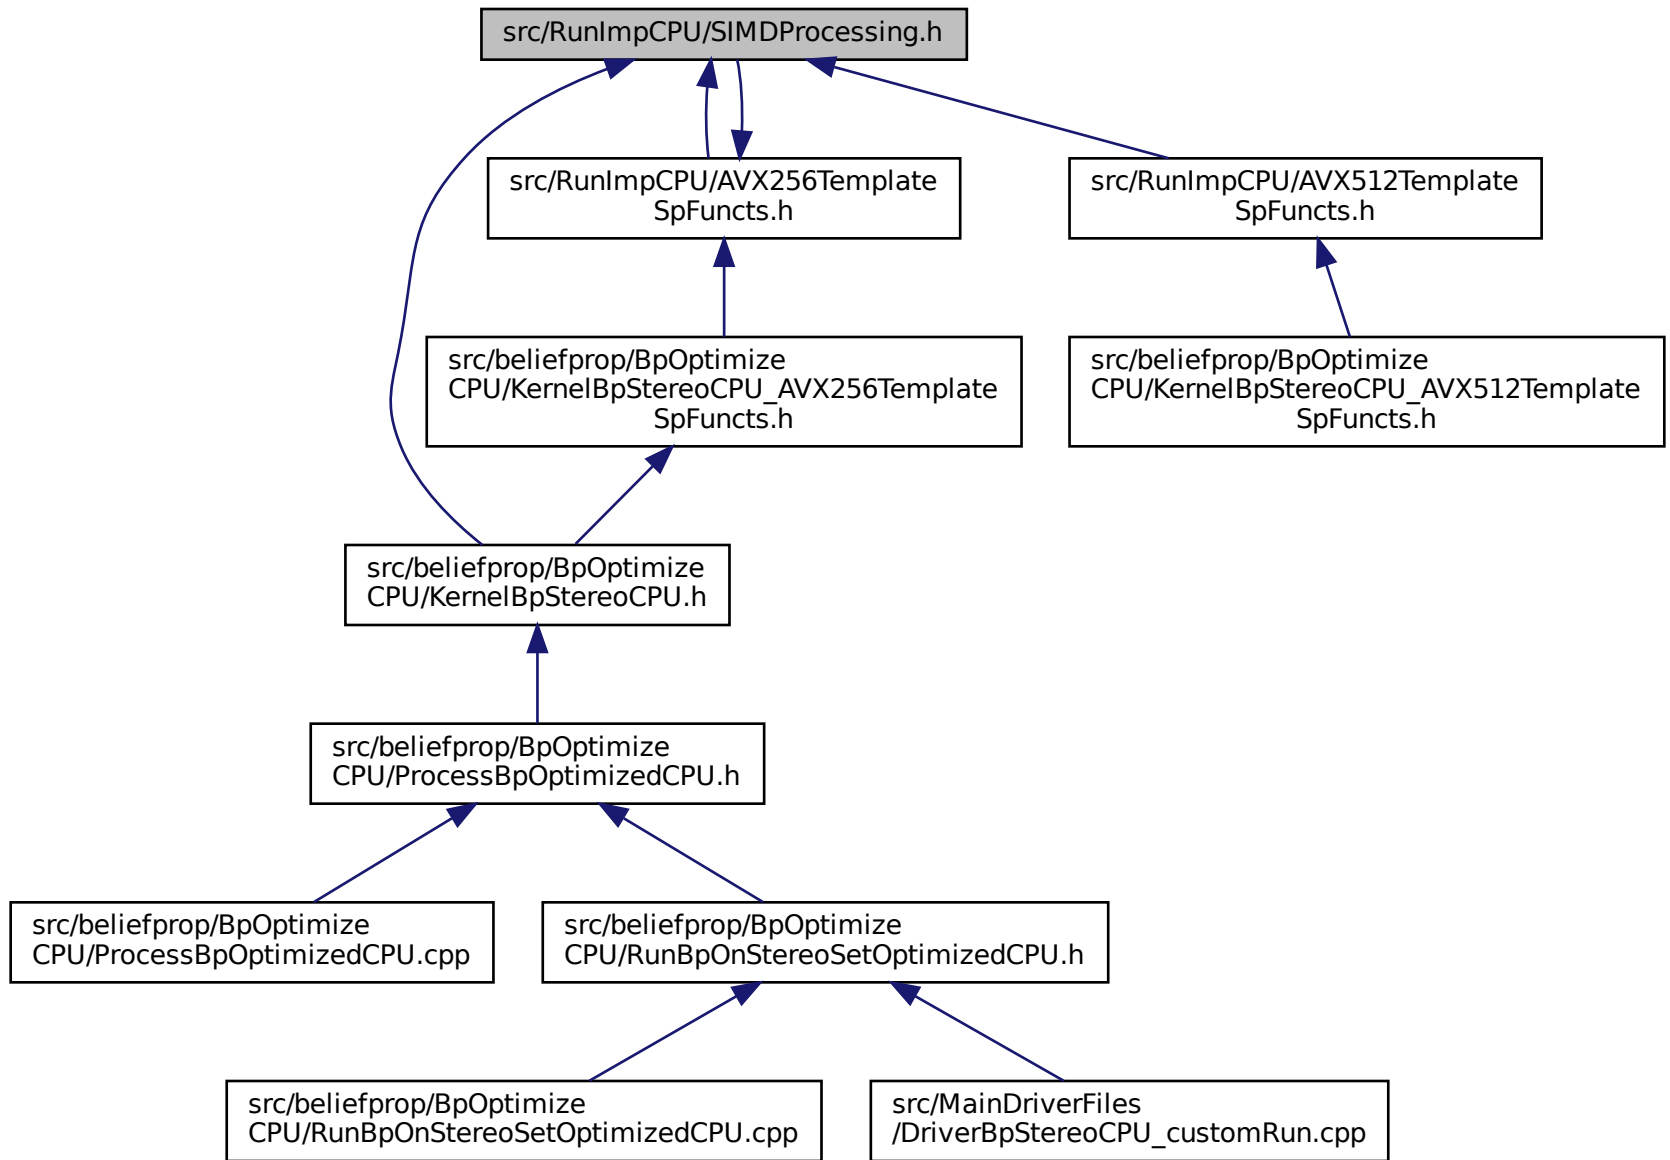 src/RunImpCPU/SIMDProcessing.h
src/RunImpCPU/AVX256Template
SpFuncts.h
src/RunImpCPU/AVX512Template
SpFuncts.h
src/beliefprop/BpOptimize
CPU/KernelBpStereoCPU_AVX256Template
SpFuncts.h
src/beliefprop/BpOptimize
CPU/KernelBpStereoCPU_AVX512Template
SpFuncts.h
src/beliefprop/BpOptimize
CPU/KernelBpStereoCPU.h
src/beliefprop/BpOptimize
CPU/ProcessBpOptimizedCPU.h
src/beliefprop/BpOptimize
CPU/ProcessBpOptimizedCPU.cpp
src/beliefprop/BpOptimize
CPU/RunBpOnStereoSetOptimizedCPU.h
src/beliefprop/BpOptimize
CPU/RunBpOnStereoSetOptimizedCPU.cpp
src/MainDriverFiles
/DriverBpStereoCPU_customRun.cpp